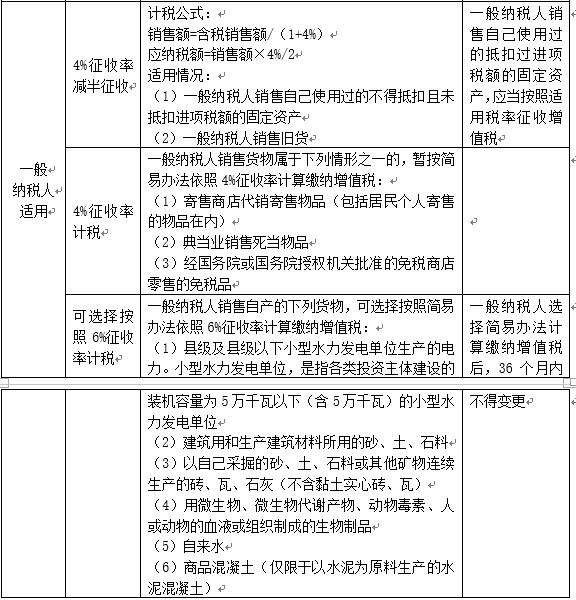 一般
纳税人
适用
4%征收率
减半征收
计税公式：
销售额=含税销售额/（1+4%）
应纳税额=销售额×4%/2
适用情况：
（1）一般纳税人销售自己使用过的不得抵扣且未
抵扣进项税额的固定资产
（2）一般纳税人销售旧货
一般纳税人销
售自己使用过
的抵扣过进项
税额的固定资
产，应当按照适
用税率征收增
值税
4%征收率
计税
一般纳税人销售货物属于下列情形之一的，暂按简
易办法依照 4%征收率计算缴纳增值税：
（1）寄售商店代销寄售物品（包括居民个人寄售
的物品在内）
（2）典当业销售死当物品
（3）经国务院或国务院授权机关批准的免税商店
零售的免税品
可选择按
照 6%征收
率计税
一般纳税人销售自产的下列货物，可选择按照简易
办法依照 6%征收率计算缴纳增值税：
（1）县级及县级以下小型水力发电单位生产的电
力。小型水力发电单位，是指各类投资主体建设的
一般纳税人选
择简易办法计
算缴纳增值税
后，36 个月内
装机容量为 5 万千瓦以下（含 5 万千瓦）的小型水
力发电单位
（2）建筑用和生产建筑材料所用的砂、土、石料
（3）以自己采掘的砂、土、石料或其他矿物连续
生产的砖、瓦、石灰（不含黏土实心砖、瓦）
（4）用微生物、微生物代谢产物、动物毒素、人
或动物的血液或组织制成的生物制品
（5）自来水
（6）商品混凝土（仅限于以水泥为原料生产的水
泥混凝土）
不得变更